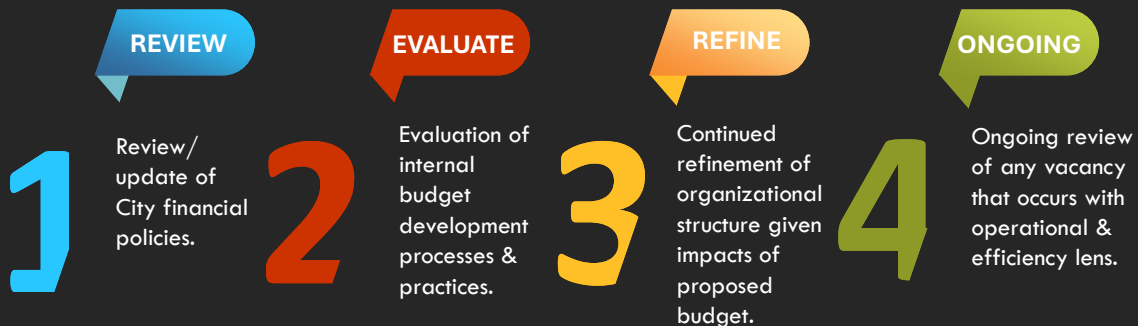 REVIEW
1
Review/
update of
City financial
policies.
EVALUATE
2
Evaluation of
internal
budget
development
processes &
practices.
REFINE
3
Continued
refinement of
organizational
structure given
impacts of
proposed
budget.
ONGOING
4
Ongoing review
of any vacancy
that occurs with
operational &
efficiency lens.